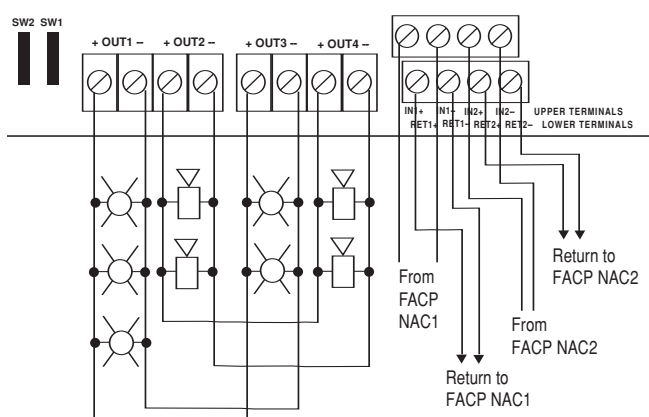 SW2 SW1
+ OUT1 – + OUT2 – + OUT3 – + OUT4 –
IN1+ IN1– IN2+ IN2– UPPER TERMINALS
RET1+ RET1– RET2+ RET2– LOWER TERMINALS
From
FACP
NAC1
Return to
FACP NAC1
From
FACP NAC2
Return to
FACP NAC2